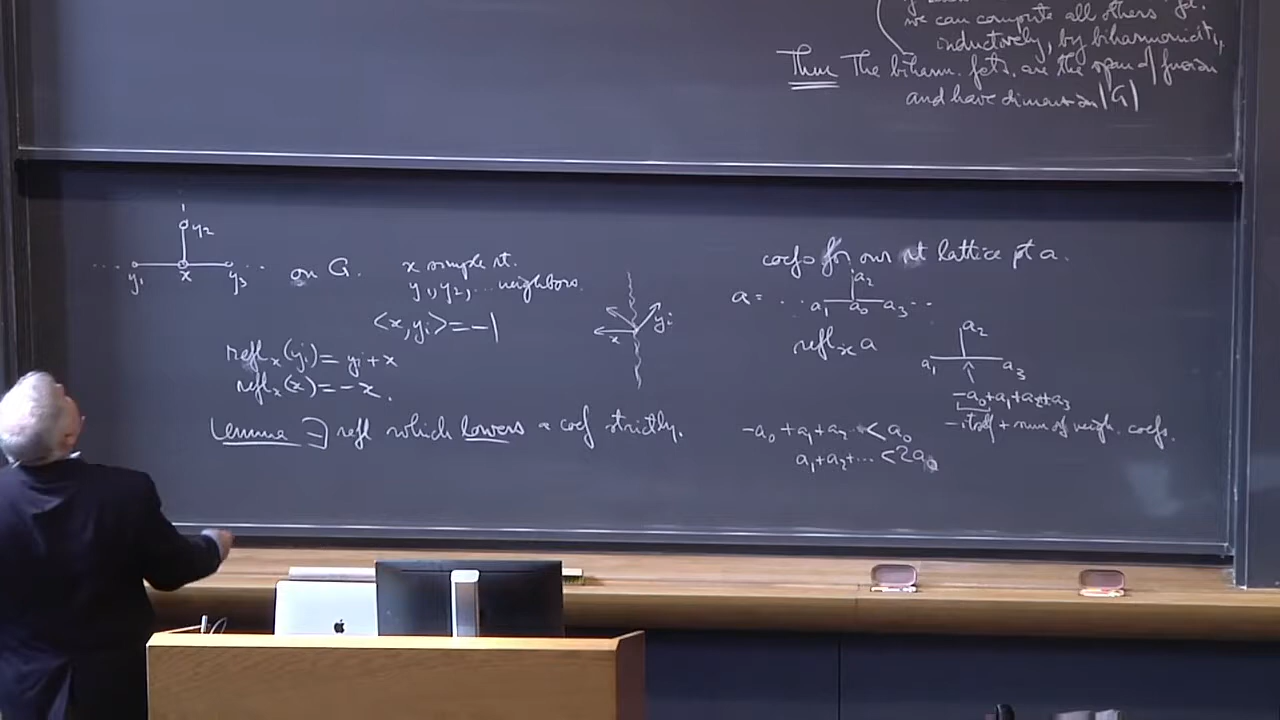 we can compute all others
inductively, by biharmonicity,
Thm The biharm. fcts. are the span of fusion
and have dimension |G|
y2
y1 x y3 on G.
x simple rt.
y1, y2, ... neighbors.
<x, yi> = -1
x yi
reflx(yi) = yi + x
reflx(x) = -x.
Lemma ∃ refl which lowers a coef strictly.
coefs for our rt lattice pt a.
a = ... a1 a0 a2 a3 ...
reflx a
a1 a2 a3
-a0+a1+a2+a3
-itself + sum of neigh. coefs.
-a0 + a1 + a2 ... < a0
a1 + a2 + ... < 2a0